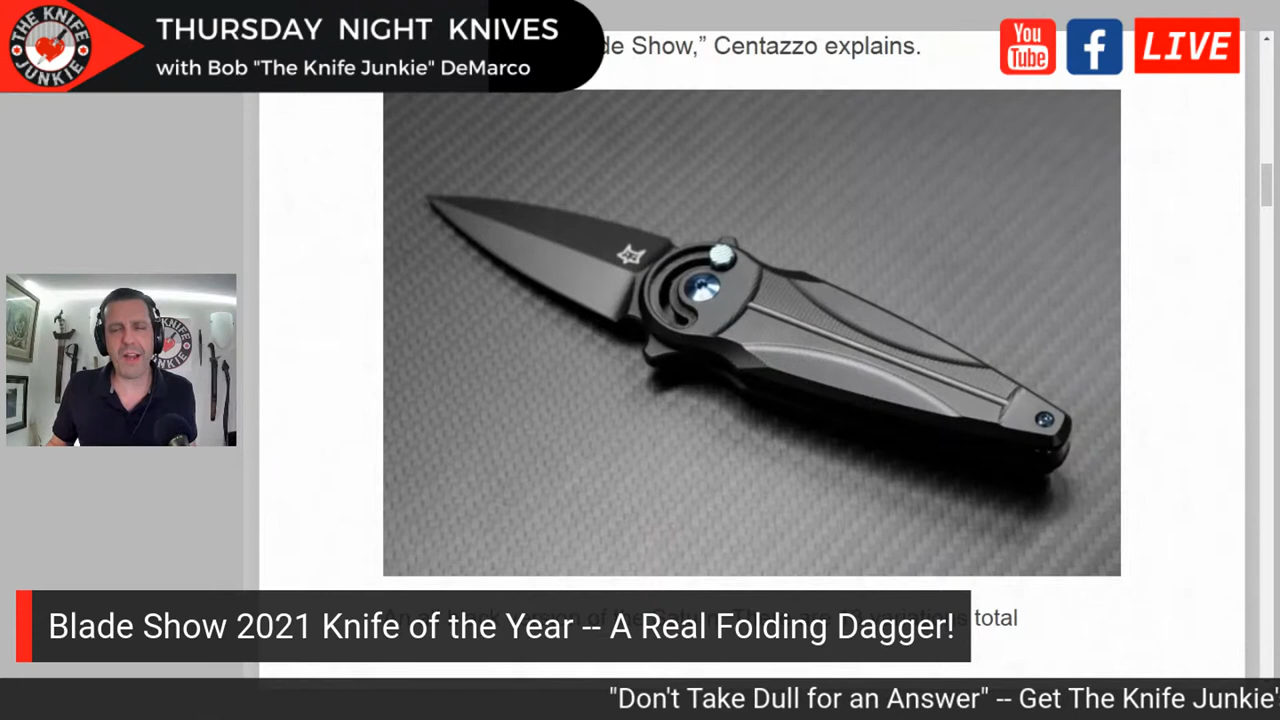 THE KNIFE
JUNKIE
THURSDAY NIGHT KNIVES
with Bob "The Knife Junkie" DeMarco
de Show,” Centazzo explains.
You
Tube
f
LIVE
KNIFE
JUNKIE
total
Blade Show 2021 Knife of the Year -- A Real Folding Dagger!
"Don't Take Dull for an Answer" -- Get The Knife Junkie'